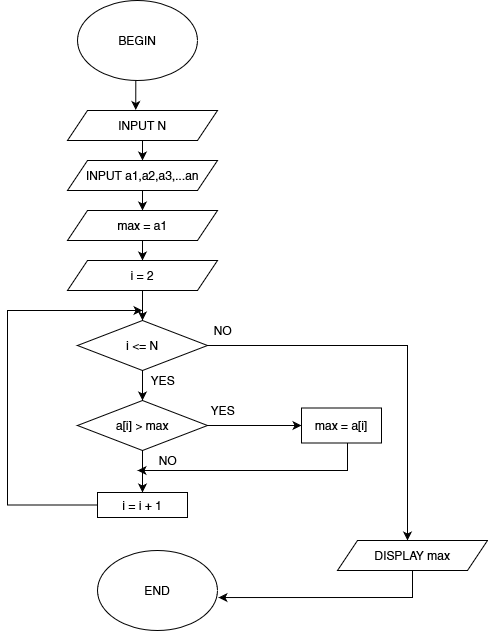 BEGIN
INPUT N
INPUT a1,a2,a3,...an
max = a1
i = 2
i <= N
NO
YES
a[i] > max
YES
max = a[i]
NO
i = i + 1
DISPLAY max
END